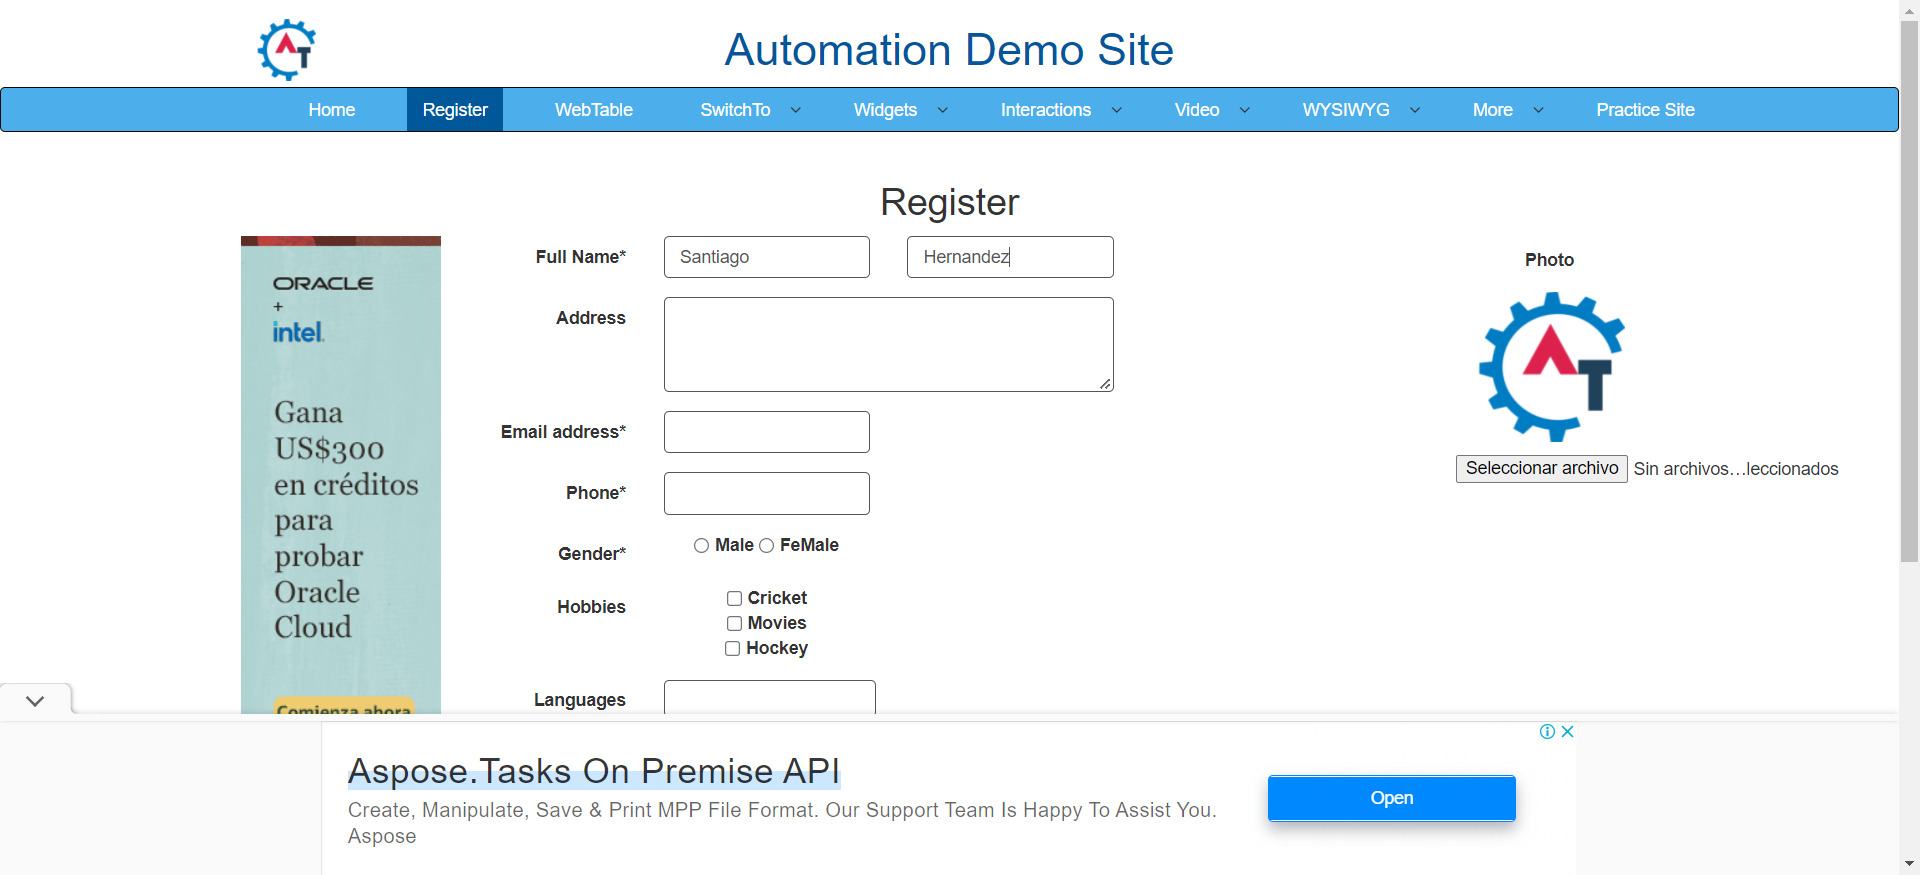 AT
Automation Demo Site
Home Register WebTable SwitchTo Widgets Interactions Video WYSIWYG More Practice Site
Register
ORACLE
+
intel.
Gana
US$300
en créditos
para
probar
Oracle
Cloud
Comienza ahora
Full Name* Santiago Hernandez
Address
Email address*
Phone*
Gender* Male FeMale
Hobbies Cricket
Movies
Hockey
Languages
Photo
AT
Seleccionar archivo Sin archivos…leccionados
Aspose.Tasks On Premise API
Create, Manipulate, Save & Print MPP File Format. Our Support Team Is Happy To Assist You.
Aspose
Open